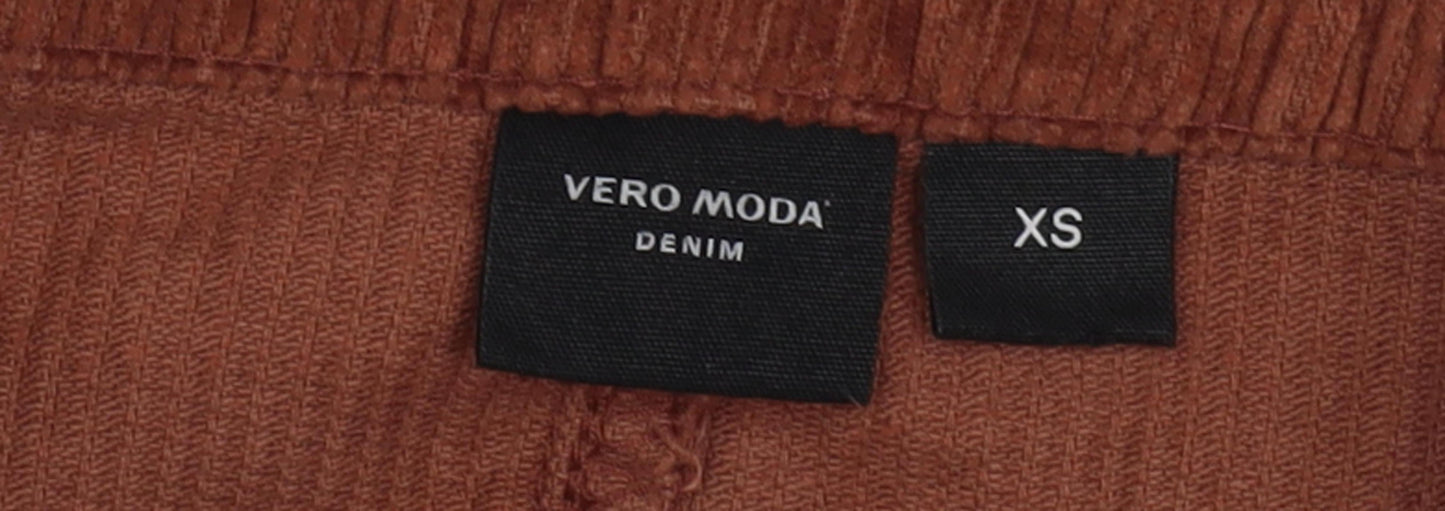 VERO MODA
DENIM
XS